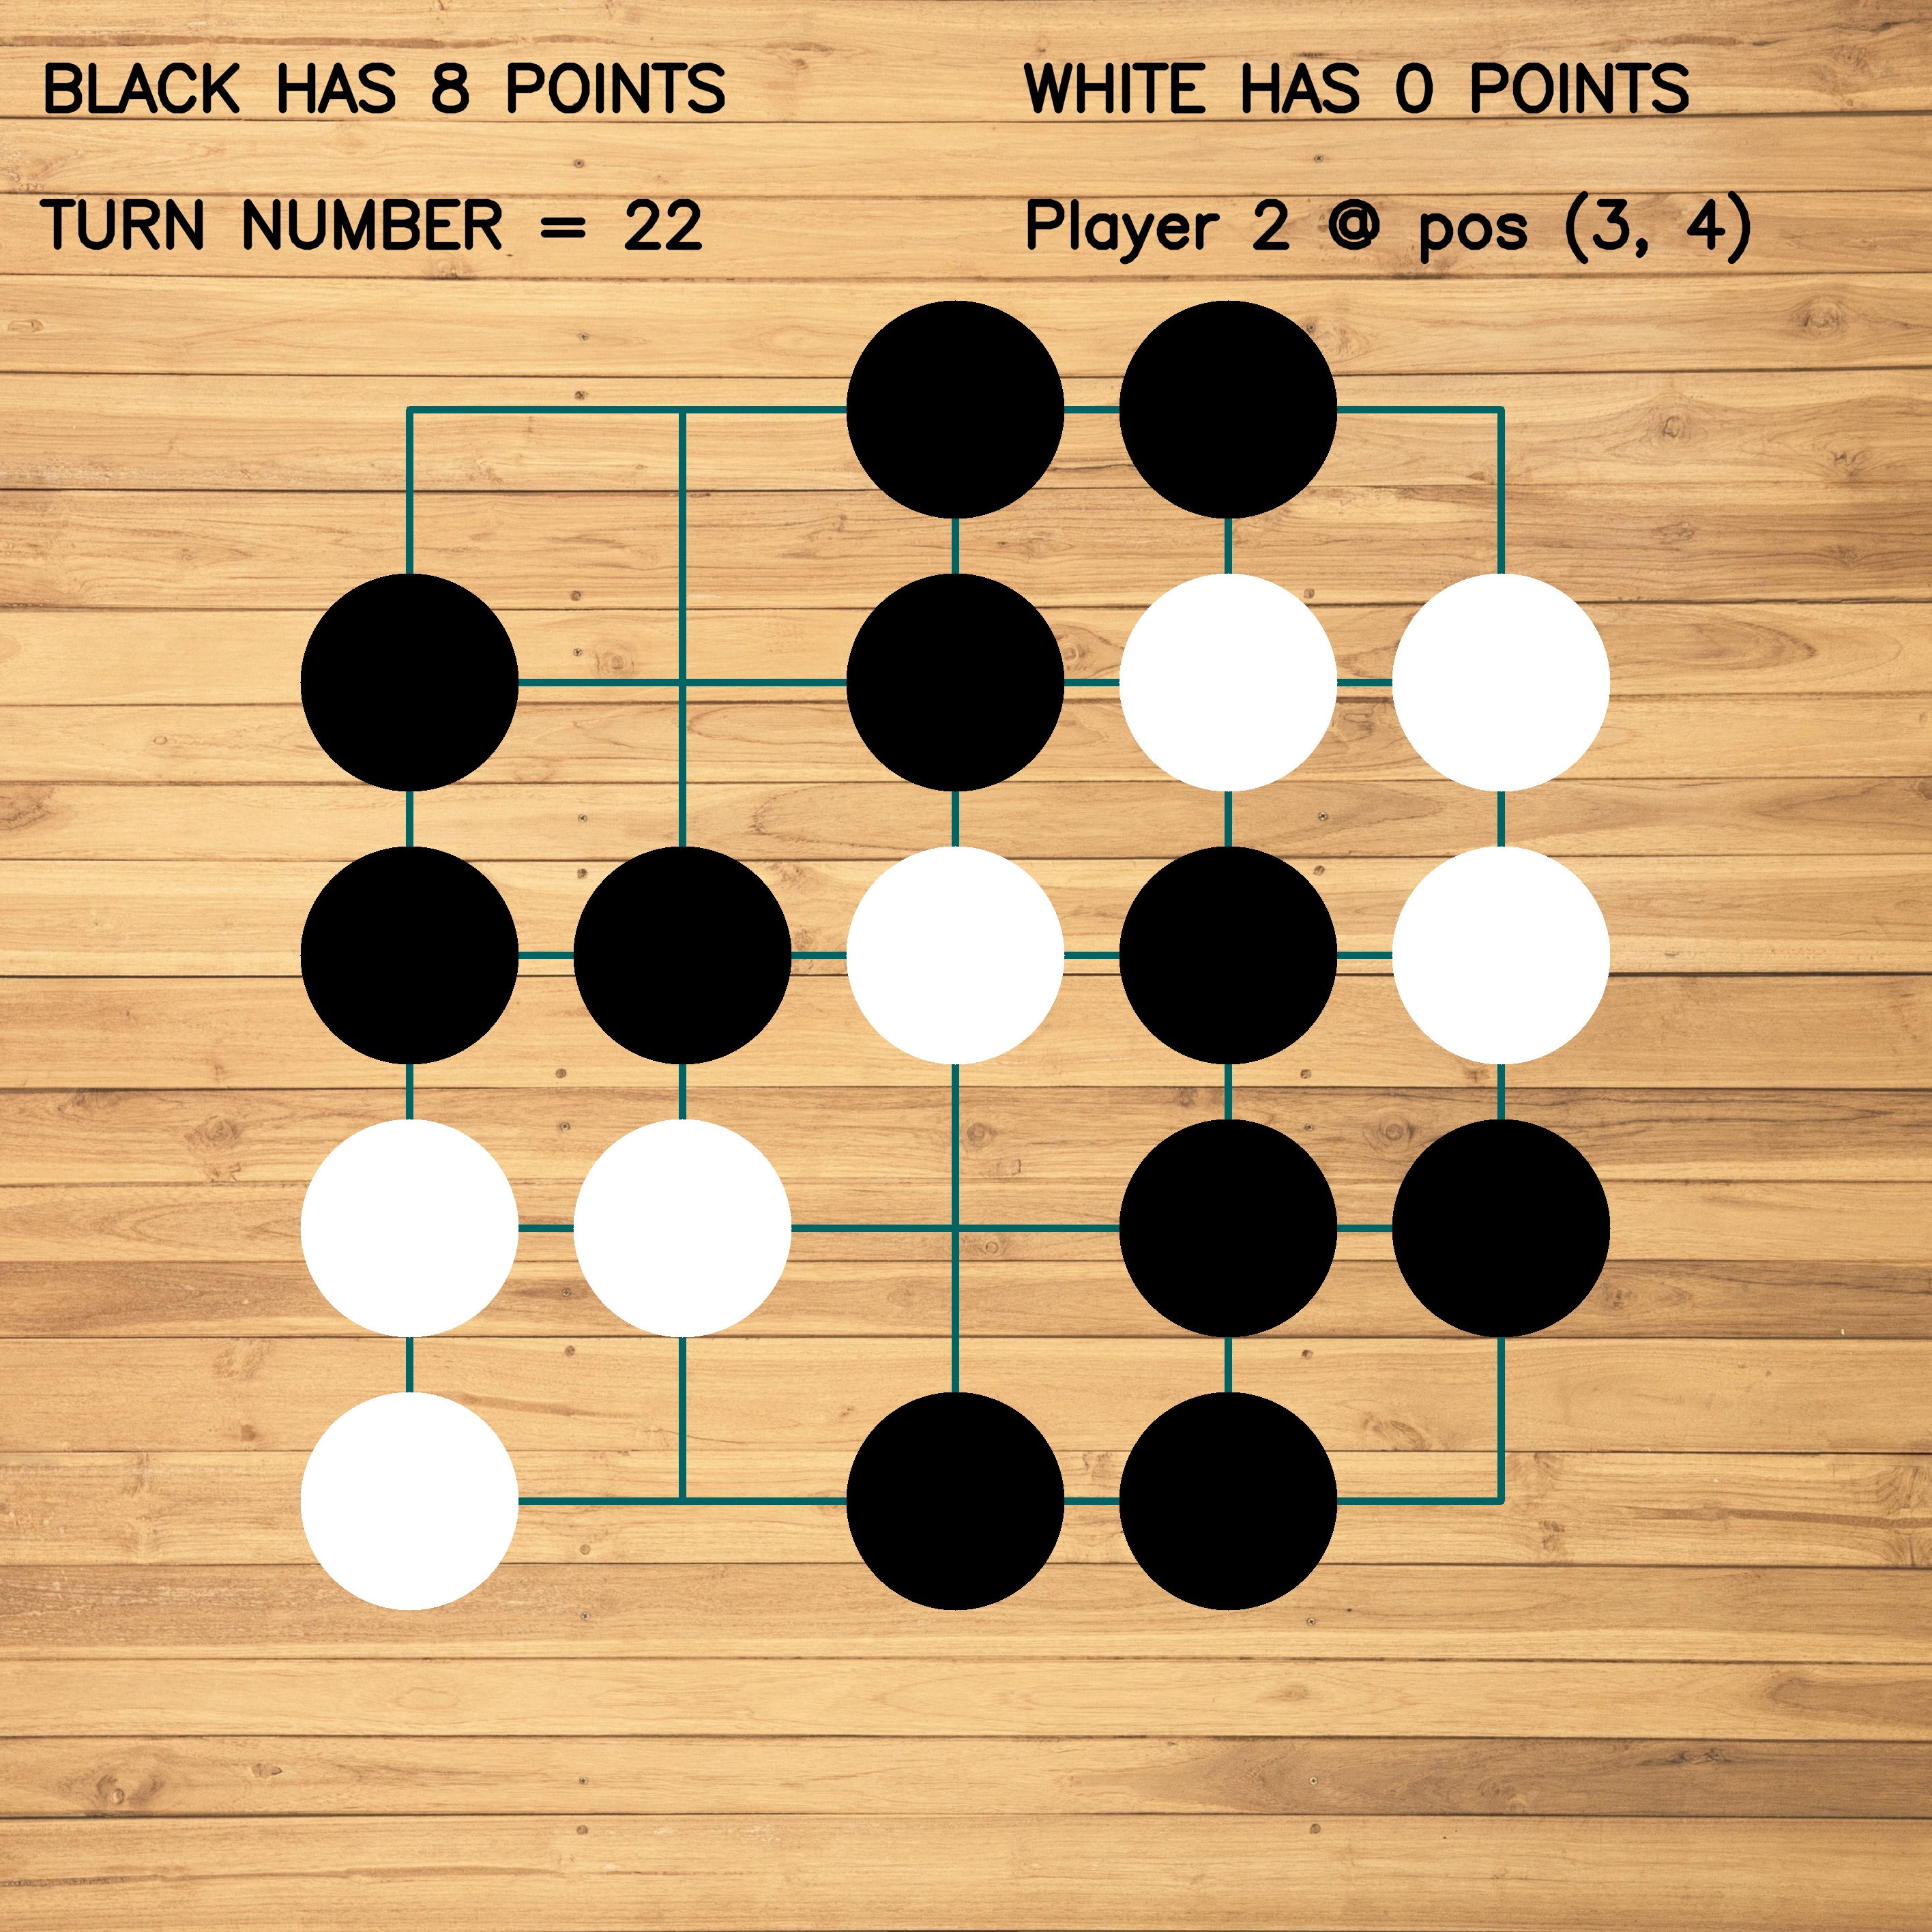 BLACK HAS 8 POINTS
WHITE HAS 0 POINTS
TURN NUMBER = 22
Player 2 @ pos (3, 4)